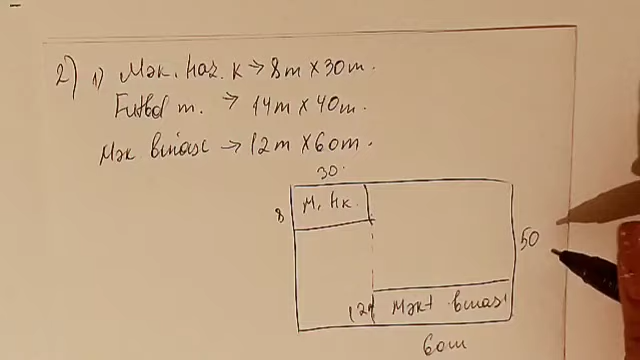 2) 1) Mək. haz. k → 8m x 30m.
Futbol m. → 14m x 40m.
Mək binası → 12m x 60m.
30
8 M. hk.
50
12 Məkt binası
60m